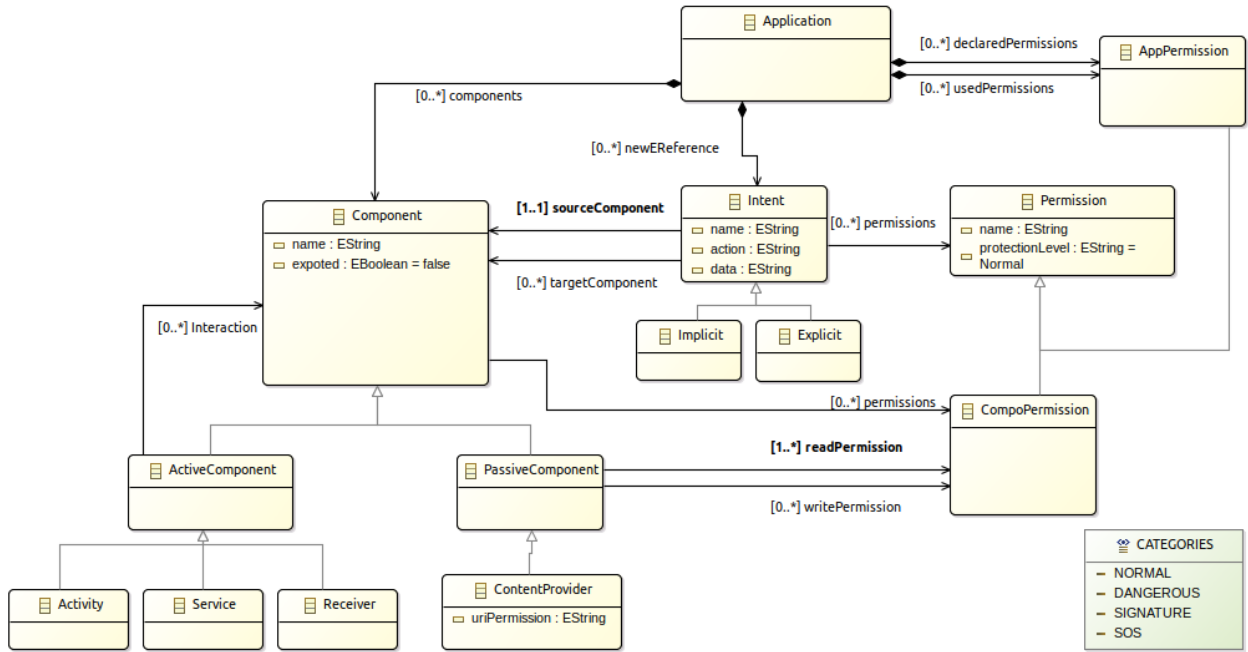 Application
[0..*] declaredPermissions
AppPermission
[0..*] usedPermissions
[0..*] components
[0..*] newEReference
Component
name : EString
expoted : EBoolean = false
[1..1] sourceComponent
Intent
name : EString
action : EString
data : EString
[0..*] permissions
Permission
name : EString
protectionLevel : EString =
Normal
[0..*] targetComponent
[0..*] Interaction
Implicit
Explicit
[0..*] permissions
CompoPermission
ActiveComponent
PassiveComponent
[1..*] readPermission
[0..*] writePermission
Activity
Service
Receiver
ContentProvider
uriPermission : EString
CATEGORIES
NORMAL
DANGEROUS
SIGNATURE
SOS